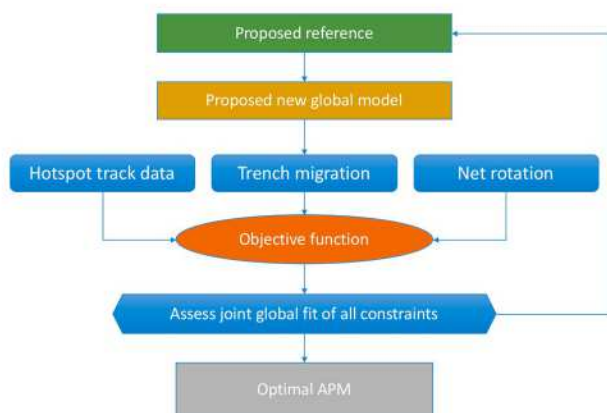 Proposed reference
Proposed new global model
Hotspot track data
Trench migration
Net rotation
Objective function
Assess joint global fit of all constraints
Optimal APM